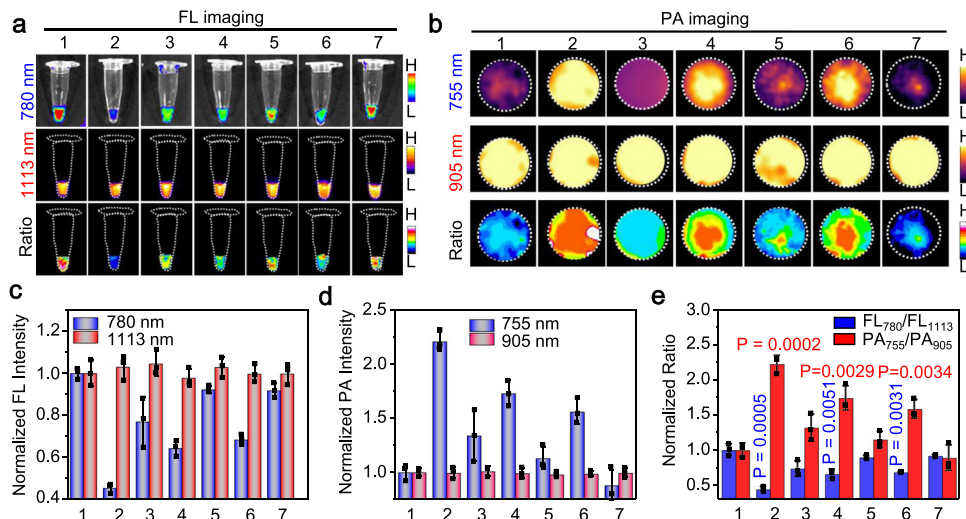 a
FL imaging
1 2 3 4 5 6 7
780 nm
H
L
1113 nm
H
L
Ratio
H
L
b
PA imaging
1 2 3 4 5 6 7
755 nm
H
L
905 nm
H
L
Ratio
H
L
c
Normalized FL Intensity
780 nm
1113 nm
1.2
1.0
0.8
0.6
0.4
1 2 3 4 5 6 7
d
Normalized PA Intensity
755 nm
905 nm
2.5
2.0
1.5
1.0
1 2 3 4 5 6 7
e
Normalized Ratio
FL780/FL1113
PA755/PA905
3.0
2.5
2.0
1.5
1.0
0.5
P = 0.0002
P=0.0029 P=0.0034
P = 0.0005
P = 0.0051
P = 0.0031
1 2 3 4 5 6 7